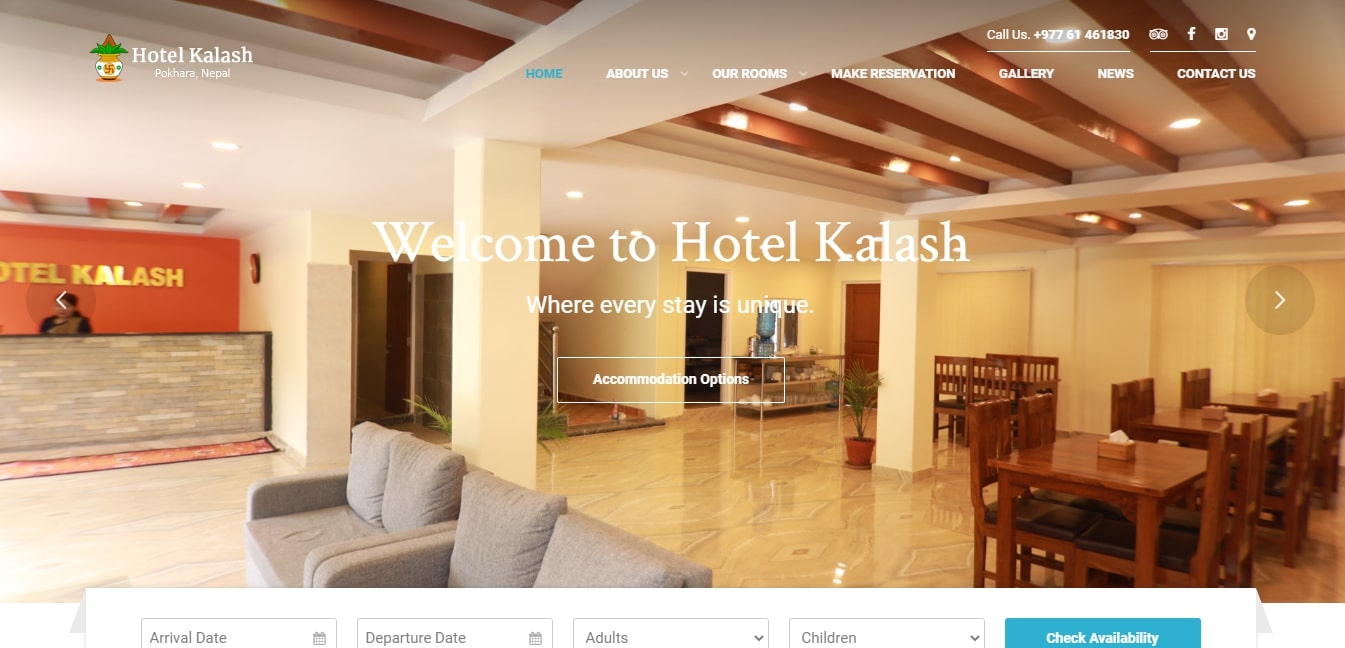 Hotel Kalash
Pokhara, Nepal
Call Us. +977 61 461830
HOME ABOUT US OUR ROOMS MAKE RESERVATION GALLERY NEWS CONTACT US
OTEL KALASH
Welcome to Hotel Kalash
Where every stay is unique.
Accommodation Options
Arrival Date Departure Date Adults Children Check Availability